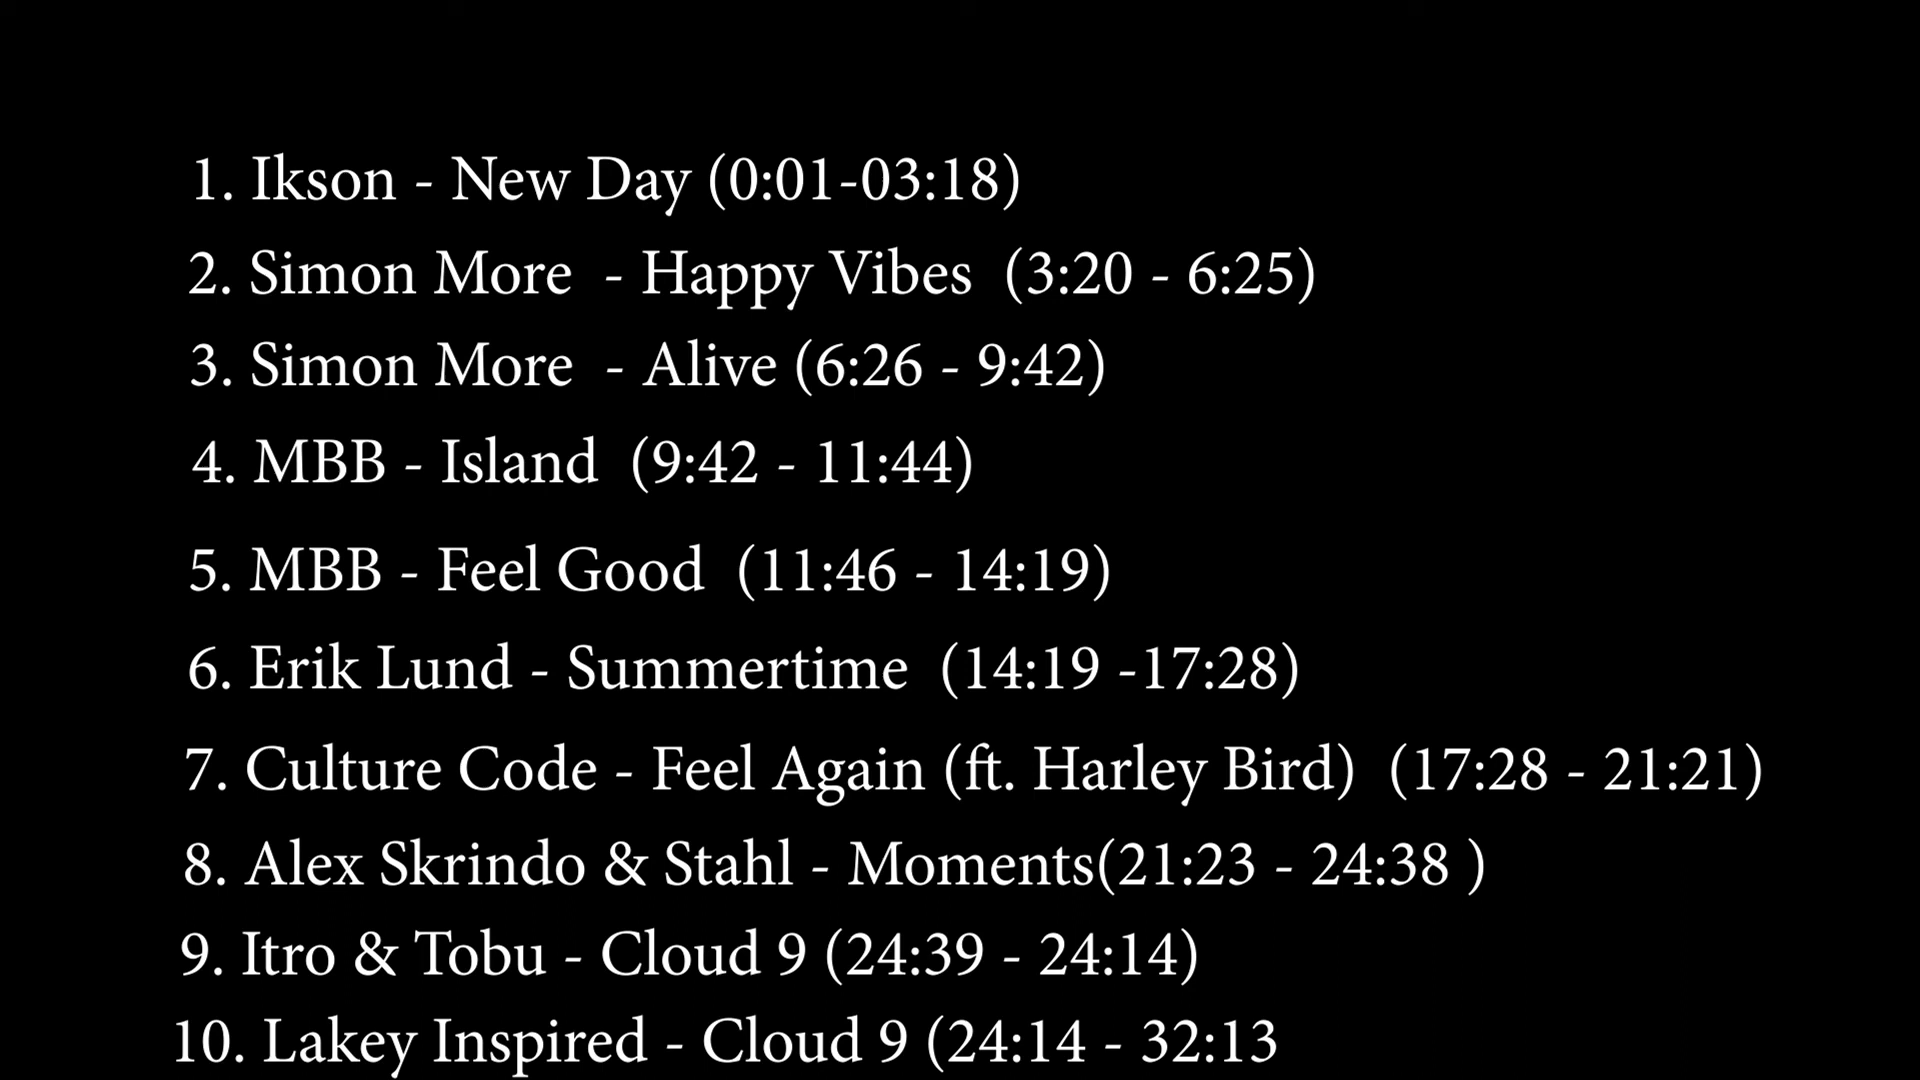 1. Ikson - New Day (0:01-03:18)
2. Simon More  - Happy Vibes  (3:20 - 6:25)
3. Simon More  - Alive (6:26 - 9:42)
4. MBB - Island  (9:42 - 11:44)
5. MBB - Feel Good  (11:46 - 14:19)
6. Erik Lund - Summertime  (14:19 -17:28)
7. Culture Code - Feel Again (ft. Harley Bird)  (17:28 - 21:21)
8. Alex Skrindo & Stahl - Moments(21:23 - 24:38 )
9. Itro & Tobu - Cloud 9 (24:39 - 24:14)
10. Lakey Inspired - Cloud 9 (24:14 - 32:13